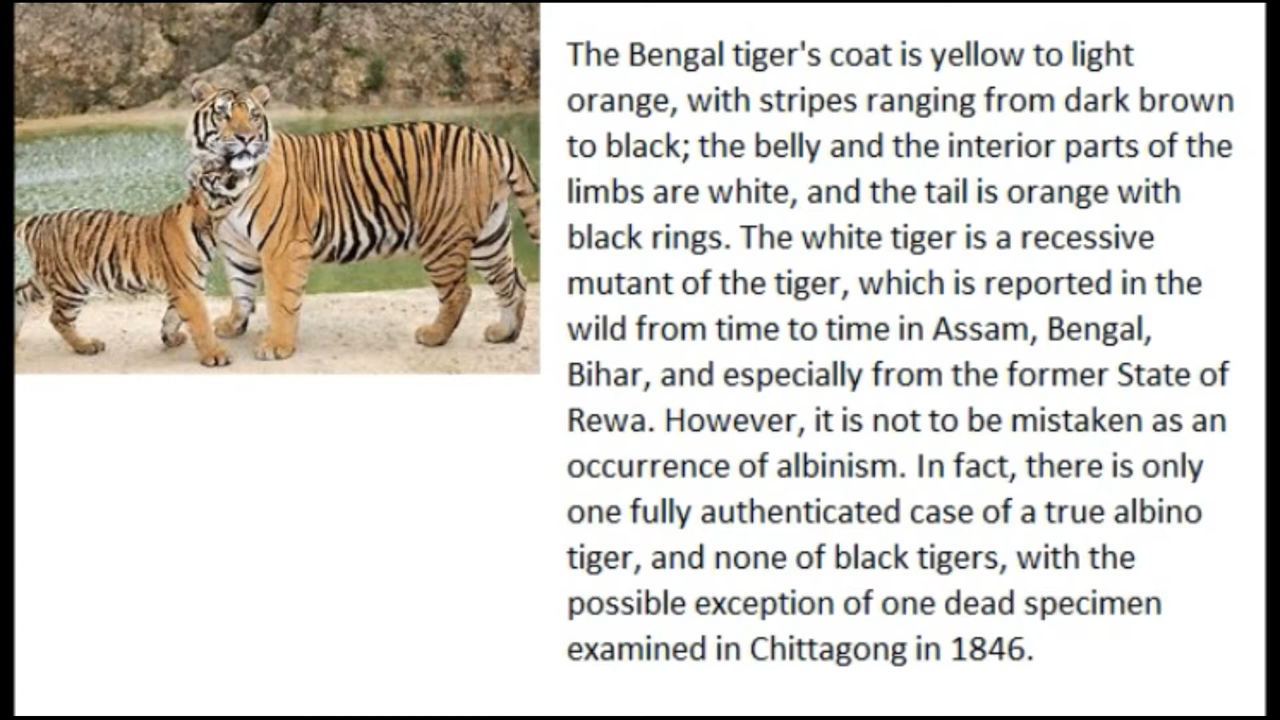 The Bengal tiger's coat is yellow to light
orange, with stripes ranging from dark brown
to black; the belly and the interior parts of the
limbs are white, and the tail is orange with
black rings. The white tiger is a recessive
mutant of the tiger, which is reported in the
wild from time to time in Assam, Bengal,
Bihar, and especially from the former State of
Rewa. However, it is not to be mistaken as an
occurrence of albinism. In fact, there is only
one fully authenticated case of a true albino
tiger, and none of black tigers, with the
possible exception of one dead specimen
examined in Chittagong in 1846.